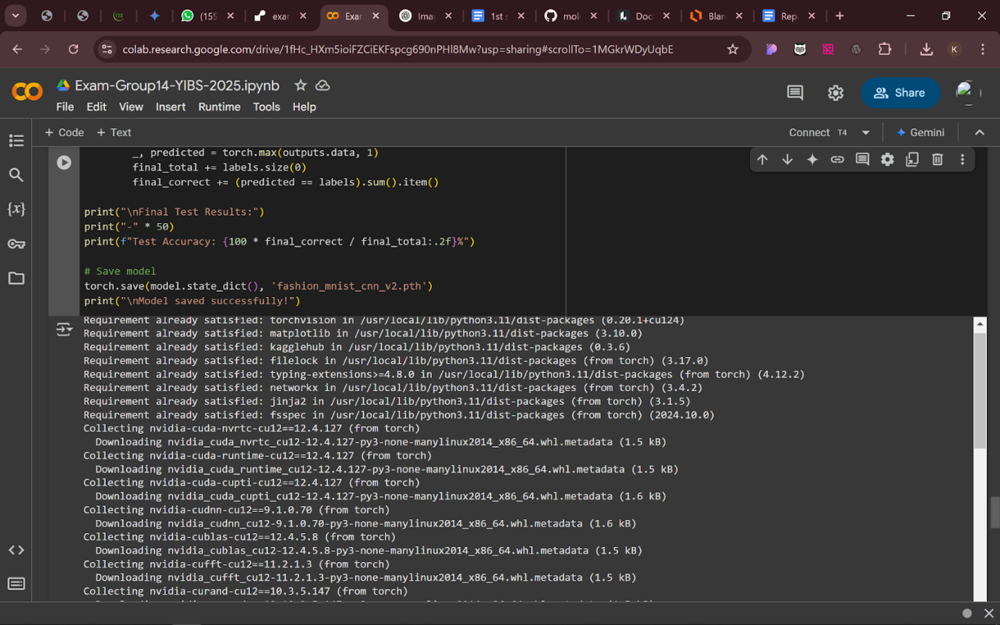 (155
exar
Exar
Ima
1st s
mol
Doc
Blan
Rep
colab.research.google.com/drive/1fHc_HXm5ioiFZCiEKFspcg690nPHl8Mw?usp=sharing#scrollTo=1MGkrWDyUqbE
K
Exam-Group14-YIBS-2025.ipynb
File Edit View Insert Runtime Tools Help
Share
+ Code + Text
Connect T4
Gemini
_, predicted = torch.max(outputs.data, 1)
final_total += labels.size(0)
final_correct += (predicted == labels).sum().item()
print("\nFinal Test Results:")
print("-" * 50)
print(f"Test Accuracy: {100 * final_correct / final_total:.2f}%")
# Save model
torch.save(model.state_dict(), 'fashion_mnist_cnn_v2.pth')
print("\nModel saved successfully!")
Requirement already satisfied: torchvision in /usr/local/lib/python3.11/dist-packages (0.20.1+cu124)
Requirement already satisfied: matplotlib in /usr/local/lib/python3.11/dist-packages (3.10.0)
Requirement already satisfied: kagglehub in /usr/local/lib/python3.11/dist-packages (0.3.6)
Requirement already satisfied: filelock in /usr/local/lib/python3.11/dist-packages (from torch) (3.17.0)
Requirement already satisfied: typing-extensions>=4.8.0 in /usr/local/lib/python3.11/dist-packages (from torch) (4.12.2)
Requirement already satisfied: networkx in /usr/local/lib/python3.11/dist-packages (from torch) (3.4.2)
Requirement already satisfied: jinja2 in /usr/local/lib/python3.11/dist-packages (from torch) (3.1.5)
Requirement already satisfied: fsspec in /usr/local/lib/python3.11/dist-packages (from torch) (2024.10.0)
Collecting nvidia-cuda-nvrtc-cu12==12.4.127 (from torch)
Downloading nvidia_cuda_nvrtc_cu12-12.4.127-py3-none-manylinux2014_x86_64.whl.metadata (1.5 kB)
Collecting nvidia-cuda-runtime-cu12==12.4.127 (from torch)
Downloading nvidia_cuda_runtime_cu12-12.4.127-py3-none-manylinux2014_x86_64.whl.metadata (1.5 kB)
Collecting nvidia-cuda-cupti-cu12==12.4.127 (from torch)
Downloading nvidia_cuda_cupti_cu12-12.4.127-py3-none-manylinux2014_x86_64.whl.metadata (1.6 kB)
Collecting nvidia-cudnn-cu12==9.1.0.70 (from torch)
Downloading nvidia_cudnn_cu12-9.1.0.70-py3-none-manylinux2014_x86_64.whl.metadata (1.6 kB)
Collecting nvidia-cublas-cu12==12.4.5.8 (from torch)
Downloading nvidia_cublas_cu12-12.4.5.8-py3-none-manylinux2014_x86_64.whl.metadata (1.5 kB)
Collecting nvidia-cufft-cu12==11.2.1.3 (from torch)
Downloading nvidia_cufft_cu12-11.2.1.3-py3-none-manylinux2014_x86_64.whl.metadata (1.5 kB)
Collecting nvidia-curand-cu12==10.3.5.147 (from torch)